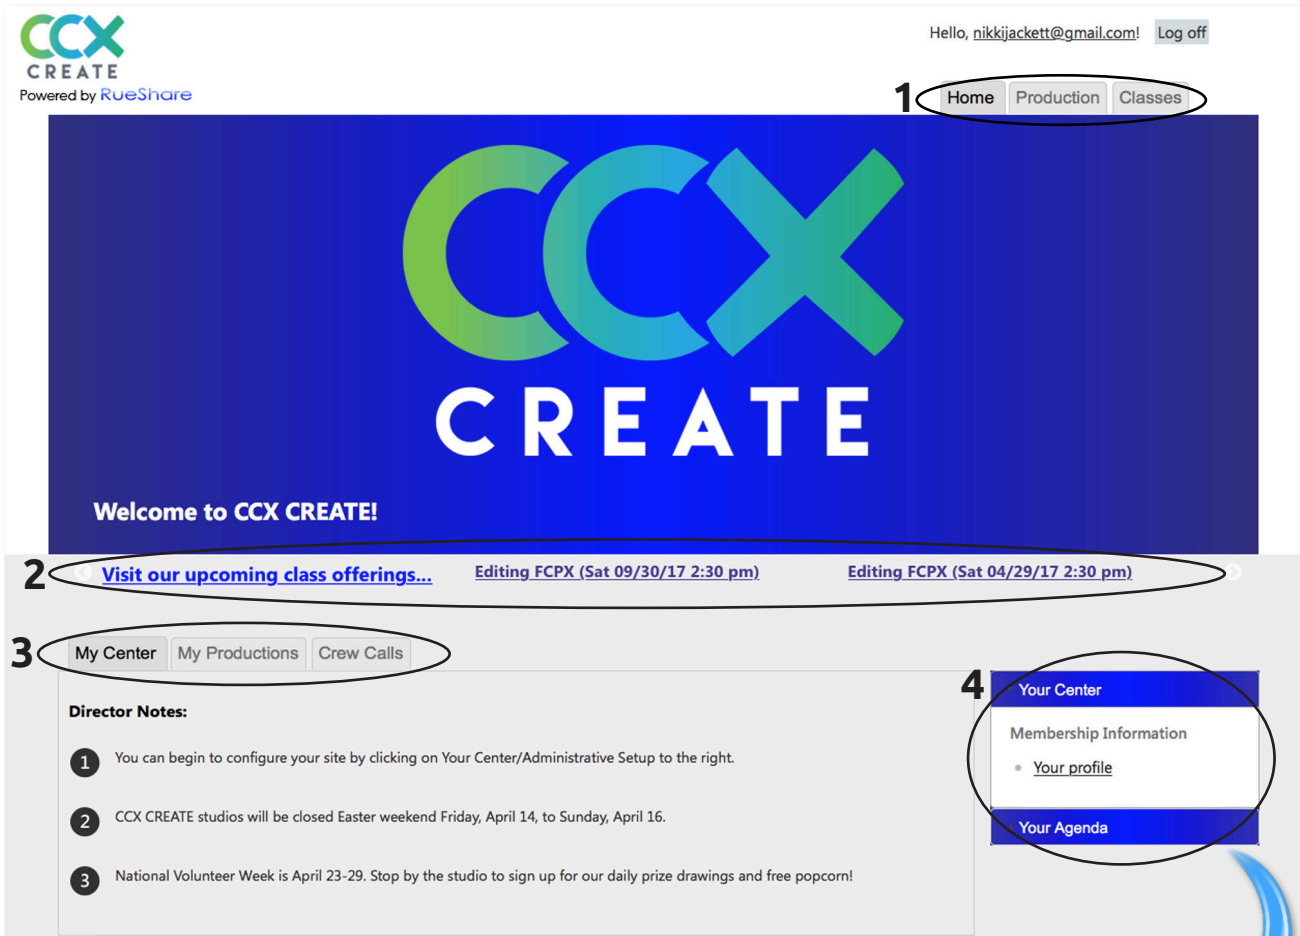 CCX
CREATE
Powered by RueShare
Hello, nikkijackett@gmail.com! Log off
1 Home Production Classes
CCX
CREATE
Welcome to CCX CREATE!
2 Visit our upcoming class offerings... Editing FCPX (Sat 09/30/17 2:30 pm) Editing FCPX (Sat 04/29/17 2:30 pm)
3 My Center My Productions Crew Calls
4 Your Center
Director Notes:
Membership Information
1 You can begin to configure your site by clicking on Your Center/Administrative Setup to the right.
Your profile
2 CCX CREATE studios will be closed Easter weekend Friday, April 14, to Sunday, April 16.
Your Agenda
3 National Volunteer Week is April 23-29. Stop by the studio to sign up for our daily prize drawings and free popcorn!